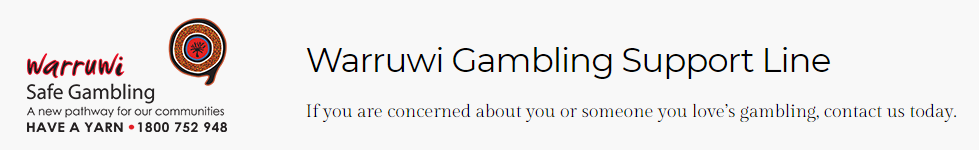 warruwi
Safe Gambling
A new pathway for our communities
HAVE A YARN • 1800 752 948
Warruwi Gambling Support Line
If you are concerned about you or someone you love's gambling, contact us today.